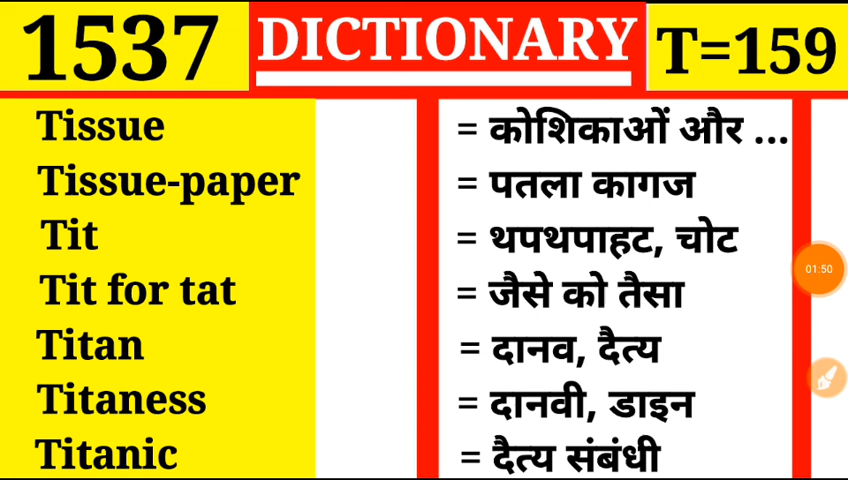 1537 DICTIONARY T=159
Tissue = कोशिकाओं और ...
Tissue-paper = पतला कागज
Tit = थपथपाहट, चोट
Tit for tat = जैसे को तैसा
Titan = दानव, दैत्य
Titaness = दानवी, डाइन
Titanic = दैत्य संबंधी
01:50